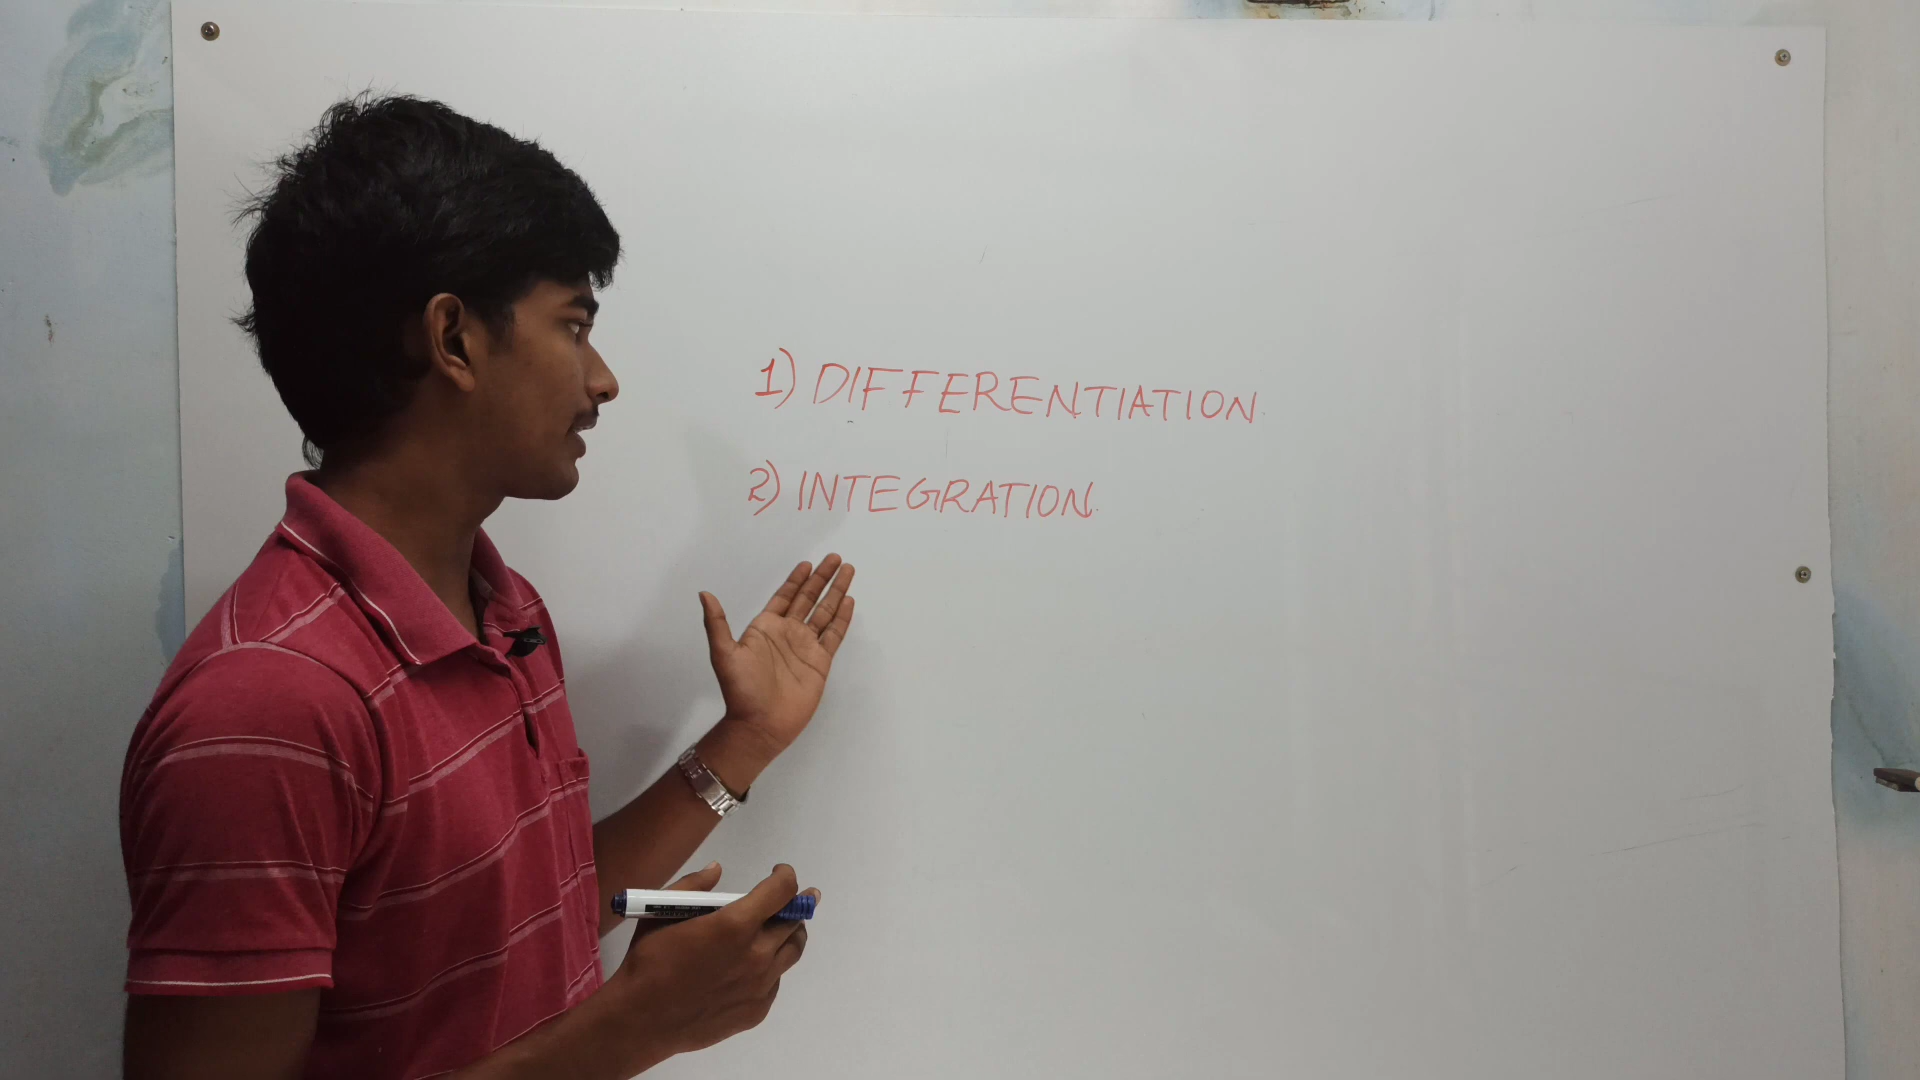 1) DIFFERENTIATION.
2) INTEGRATION.